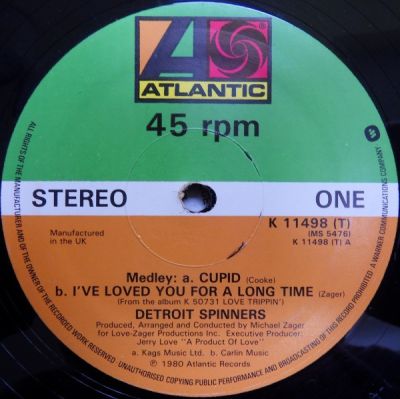 ATLANTIC
45 rpm
STEREO
ONE
K 11498 (T)
(MS 5476)
K 11498 (T) A
Manufactured
in the UK
Medley: a. CUPID (Cooke)
b. I'VE LOVED YOU FOR A LONG TIME (Zager)
(From the album K 50731 LOVE TRIPPIN')
DETROIT SPINNERS
Produced, Arranged and Conducted by Michael Zager
for Love-Zager Productions Inc. Executive Producer:
Jerry Love "A Product Of Love"
a. Kags Music Ltd. b. Carlin Music
℗ 1980 Atlantic Records
ALL RIGHTS OF THE MANUFACTURER AND OF THE OWNER OF THE RECORDED WORK RESERVED UNAUTHORISED COPYING PUBLIC PERFORMANCE AND BROADCASTING OF THIS RECORD PROHIBITED A WARNER COMMUNICATIONS COMPANY